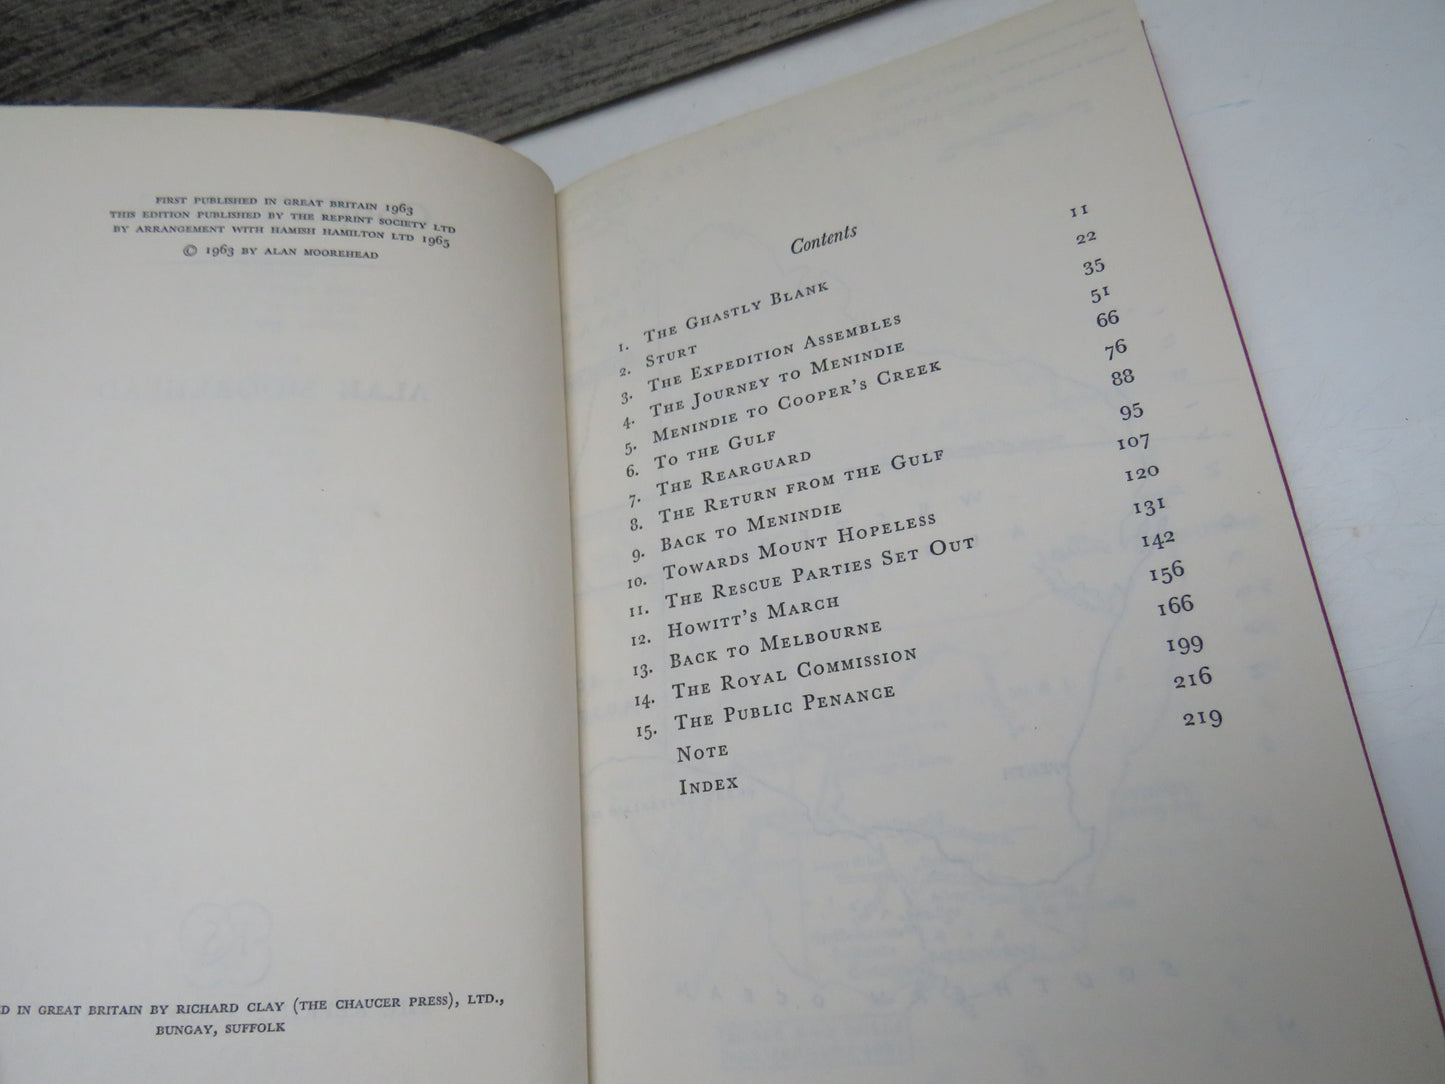 FIRST PUBLISHED IN GREAT BRITAIN 1963
THIS EDITION PUBLISHED BY THE REPRINT SOCIETY LTD
BY ARRANGEMENT WITH HAMISH HAMILTON LTD 1965
© 1963 BY ALAN MOOREHEAD
D IN GREAT BRITAIN BY RICHARD CLAY (THE CHAUCER PRESS), LTD.,
BUNGAY, SUFFOLK
Contents
1. THE GHASTLY BLANK 11
2. STURT 22
3. THE EXPEDITION ASSEMBLES 35
4. THE JOURNEY TO MENINDIE 51
5. MENINDIE TO COOPER'S CREEK 66
6. TO THE GULF 76
7. THE REARGUARD 88
8. THE RETURN FROM THE GULF 95
9. BACK TO MENINDIE 107
10. TOWARDS MOUNT HOPELESS 120
11. THE RESCUE PARTIES SET OUT 131
12. HOWITT'S MARCH 142
13. BACK TO MELBOURNE 156
14. THE ROYAL COMMISSION 166
15. THE PUBLIC PENANCE 199
NOTE 216
INDEX 219